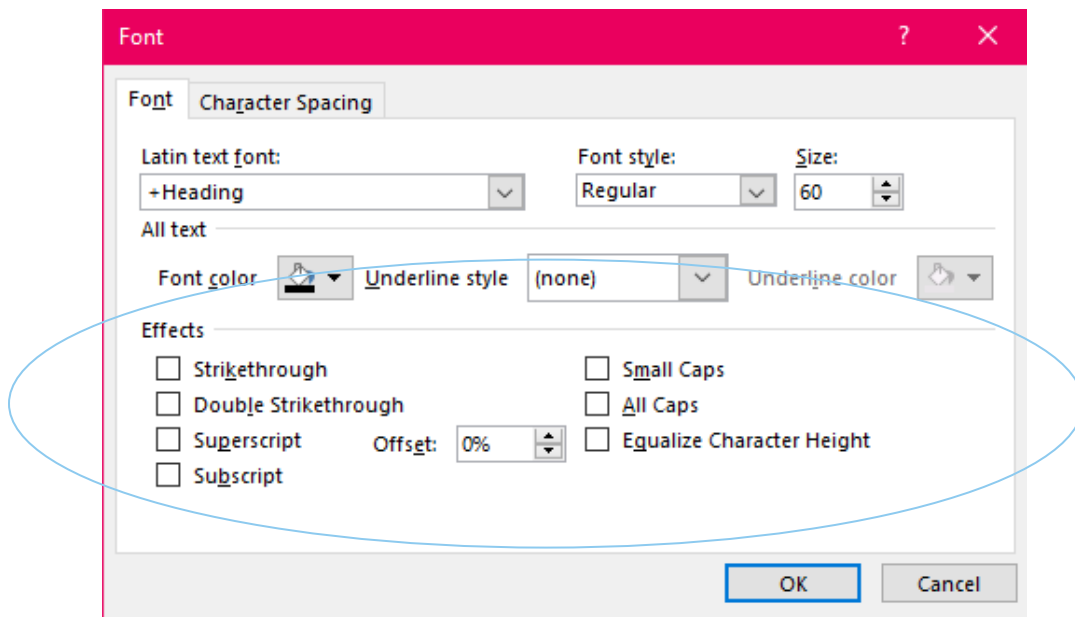 Font ?
Font Character Spacing
Latin text font: Font style: Size:
+Heading Regular 60
All text
Font color Underline style (none) Underline color
Effects
Strikethrough Small Caps
Double Strikethrough All Caps
Superscript Offset: 0% Equalize Character Height
Subscript
OK Cancel